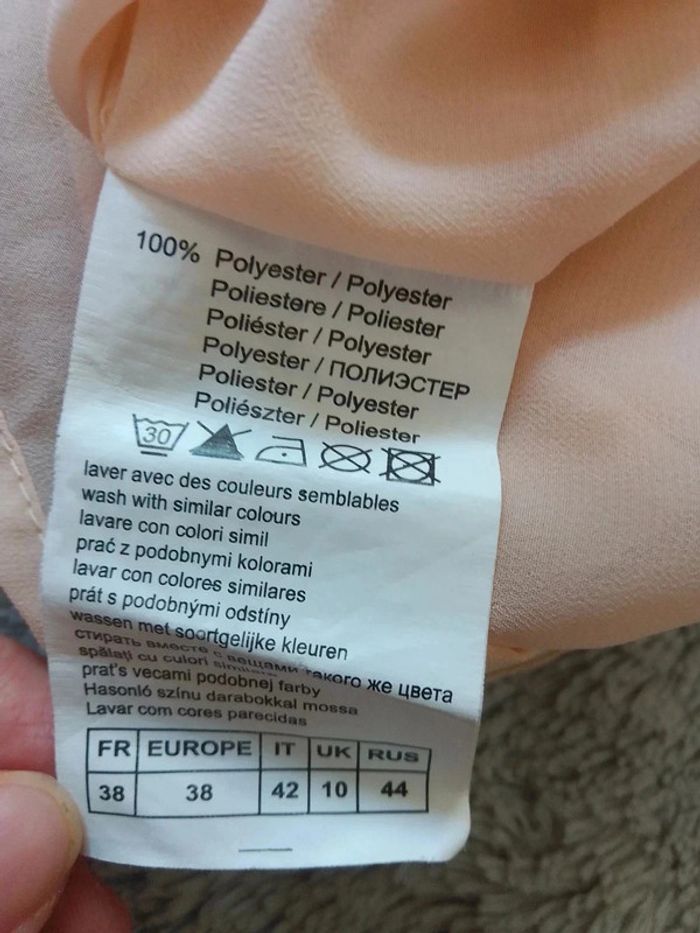 100% Polyester / Polyester
Poliestere / Poliester
Poliéster / Polyester
Polyester / ПОЛИЭСТЕР
Poliester / Polyester
Poliészter / Poliester
30
laver avec des couleurs semblables
wash with similar colours
lavare con colori simil
prać z podobnymi kolorami
lavar con colores similares
prát s podobnými odstíny
wassen met soortgelijke kleuren
стирать вместе с вещами такого же цвета
spălați cu culori
prat's vecami podobnej farby
Hasonló színu darabokkal mossa
Lavar com cores parecidas
FR EUROPE IT UK RUS
38 38 42 10 44